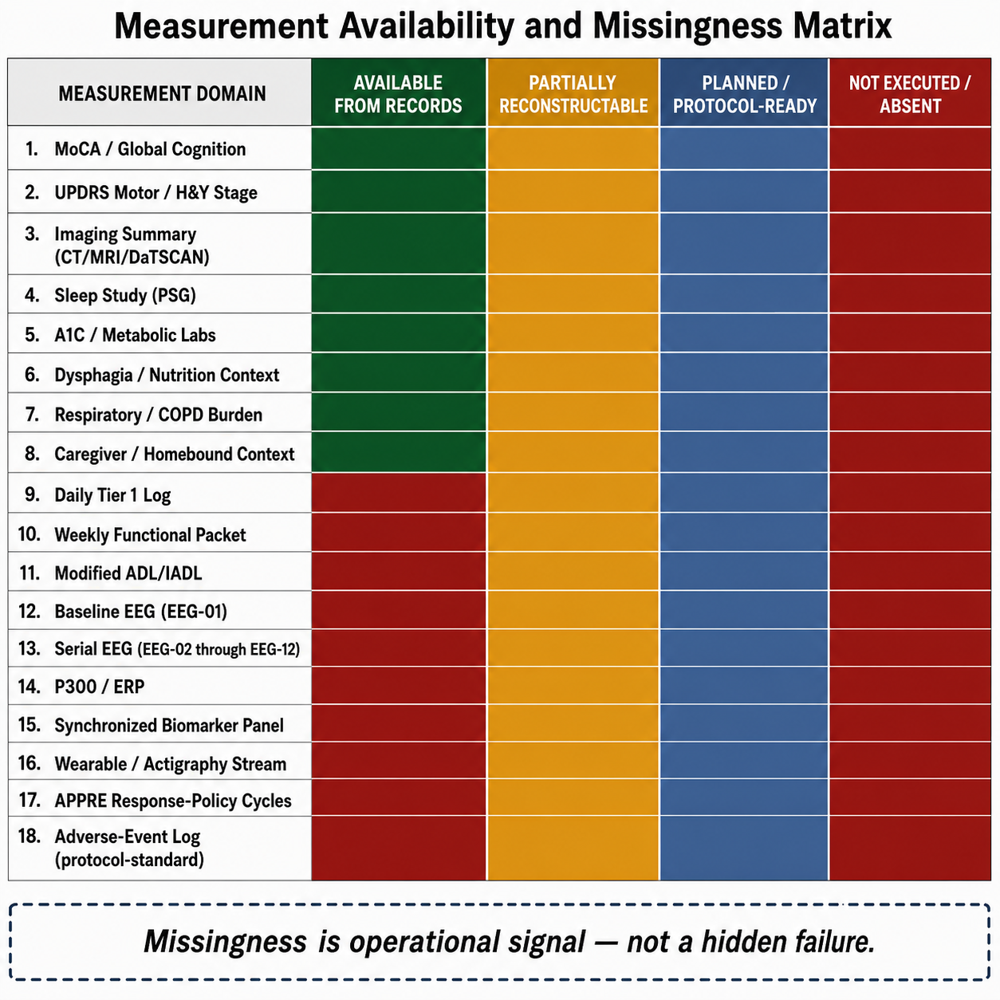 Measurement Availability and Missingness Matrix
MEASUREMENT DOMAIN
AVAILABLE
FROM RECORDS
PARTIALLY
RECONSTRUCTABLE
PLANNED /
PROTOCOL-READY
NOT EXECUTED /
ABSENT
1. MoCA / Global Cognition
2. UPDRS Motor / H&Y Stage
3. Imaging Summary
(CT/MRI/DaTSCAN)
4. Sleep Study (PSG)
5. A1C / Metabolic Labs
6. Dysphagia / Nutrition Context
7. Respiratory / COPD Burden
8. Caregiver / Homebound Context
9. Daily Tier 1 Log
10. Weekly Functional Packet
11. Modified ADL/IADL
12. Baseline EEG (EEG-01)
13. Serial EEG (EEG-02 through EEG-12)
14. P300 / ERP
15. Synchronized Biomarker Panel
16. Wearable / Actigraphy Stream
17. APPRE Response-Policy Cycles
18. Adverse-Event Log
(protocol-standard)
Missingness is operational signal — not a hidden failure.